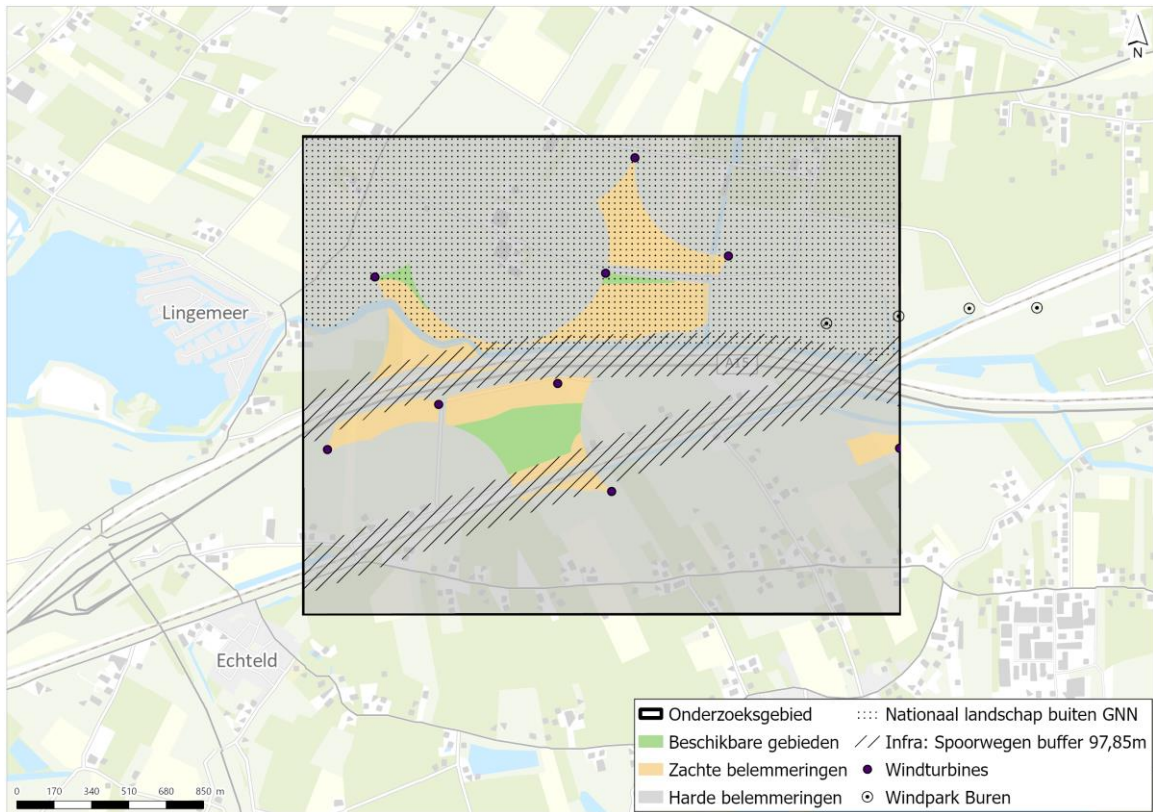 N
Lingemeer
A15
Echteld
Onderzoeksgebied
Beschikbare gebieden
Zachte belemmeringen
Harde belemmeringen
Nationaal landschap buiten GNN
Infra: Spoorwegen buffer 97,85m
Windturbines
Windpark Buren
0 170 340 510 680 850 m